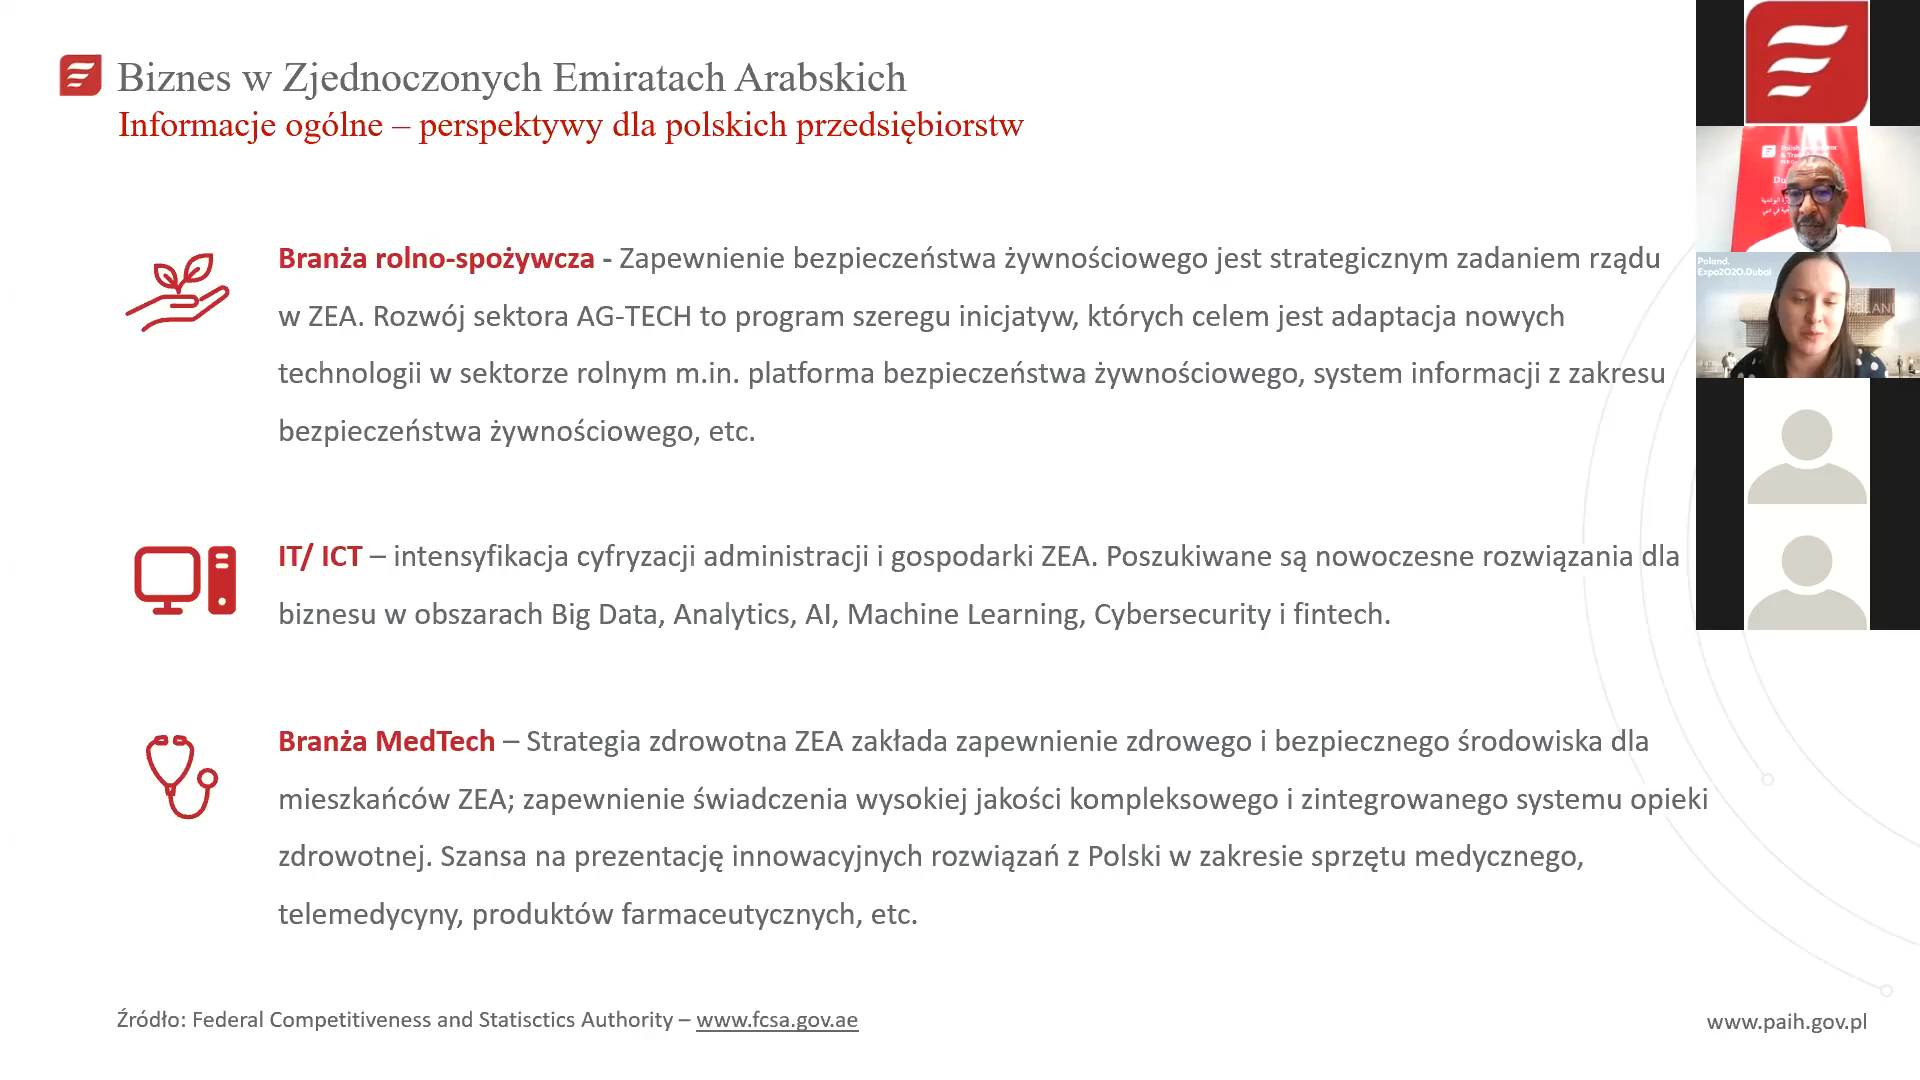 Biznes w Zjednoczonych Emiratach Arabskich
Informacje ogólne – perspektywy dla polskich przedsiębiorstw
Branża rolno-spożywcza - Zapewnienie bezpieczeństwa żywnościowego jest strategicznym zadaniem rządu
w ZEA. Rozwój sektora AG-TECH to program szeregu inicjatyw, których celem jest adaptacja nowych
technologii w sektorze rolnym m.in. platforma bezpieczeństwa żywnościowego, system informacji z zakresu
bezpieczeństwa żywnościowego, etc.
IT/ ICT – intensyfikacja cyfryzacji administracji i gospodarki ZEA. Poszukiwane są nowoczesne rozwiązania dla
biznesu w obszarach Big Data, Analytics, AI, Machine Learning, Cybersecurity i fintech.
Branża MedTech – Strategia zdrowotna ZEA zakłada zapewnienie zdrowego i bezpiecznego środowiska dla
mieszkańców ZEA; zapewnienie świadczenia wysokiej jakości kompleksowego i zintegrowanego systemu opieki
zdrowotnej. Szansa na prezentację innowacyjnych rozwiązań z Polski w zakresie sprzętu medycznego,
telemedycyny, produktów farmaceutycznych, etc.
Źródło: Federal Competitiveness and Statisctics Authority – www.fcsa.gov.ae
www.paih.gov.pl
Poland.
Expo2020.Dubai